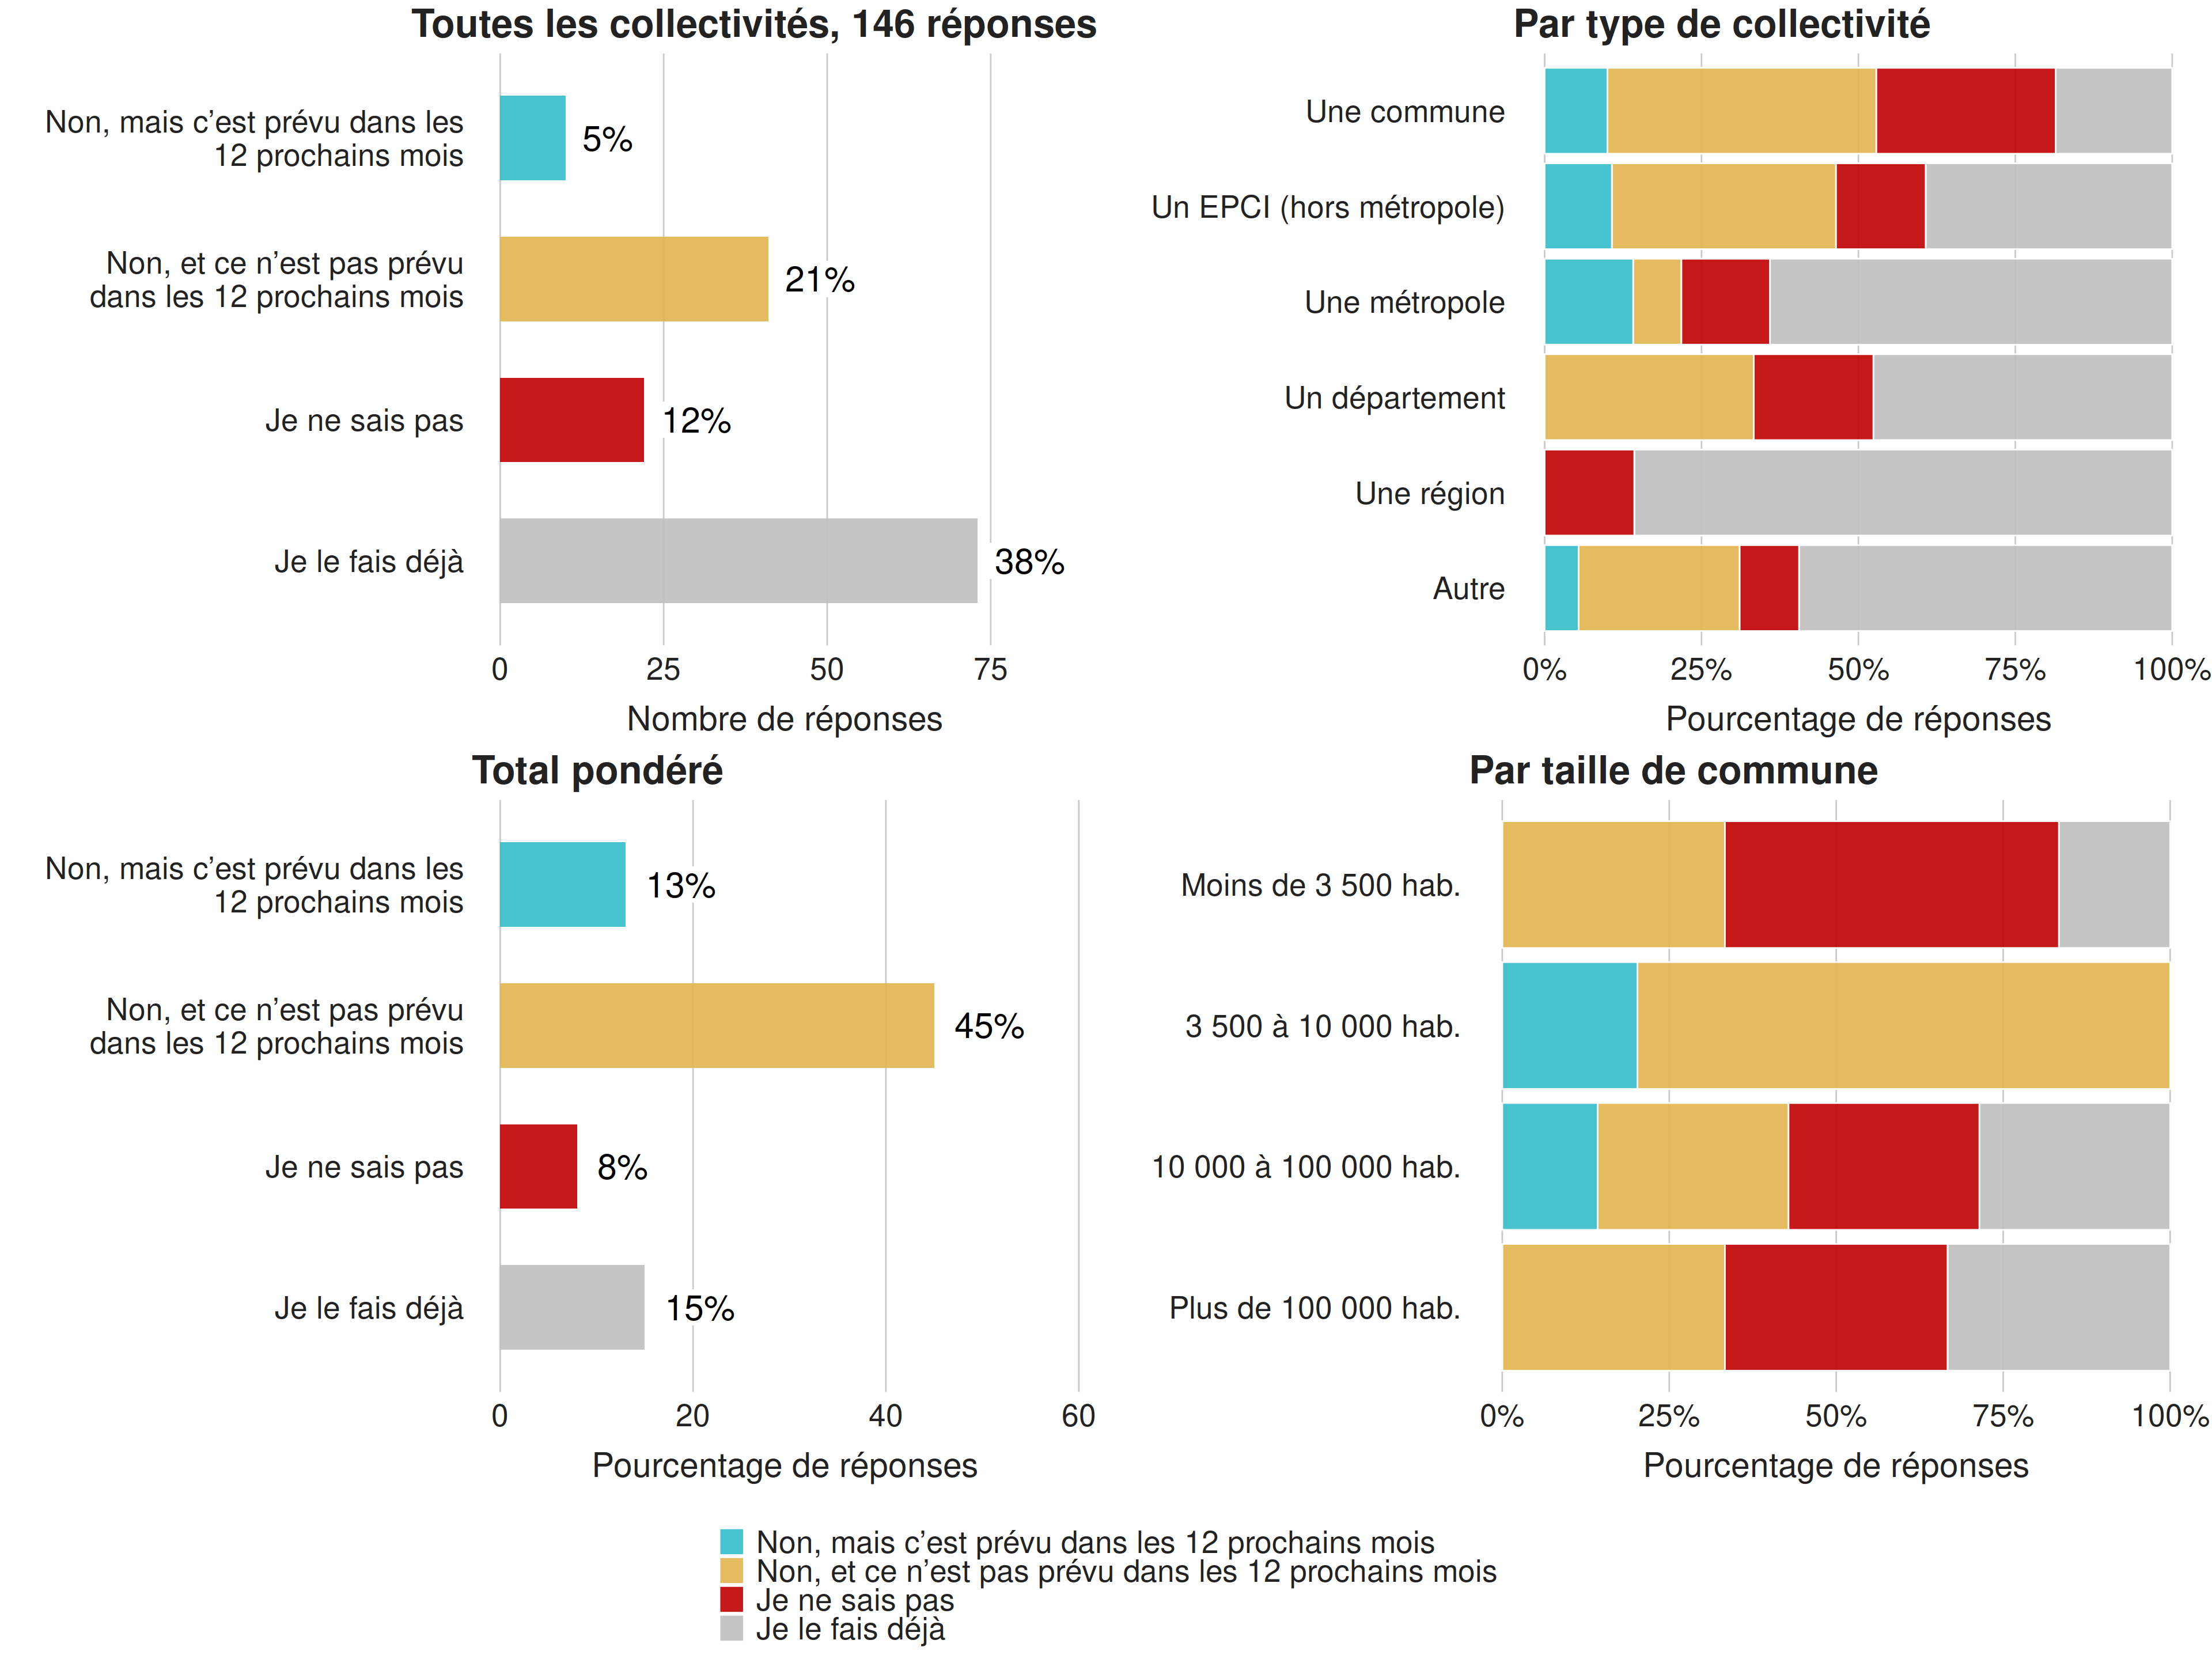 Toutes les collectivités, 146 réponses
Non, mais c’est prévu dans les
12 prochains mois
5%
Non, et ce n’est pas prévu
dans les 12 prochains mois
21%
Je ne sais pas
12%
Je le fais déjà
38%
0 25 50 75
Nombre de réponses
Par type de collectivité
Une commune
Un EPCI (hors métropole)
Une métropole
Un département
Une région
Autre
0% 25% 50% 75% 100%
Pourcentage de réponses
Total pondéré
Non, mais c’est prévu dans les
12 prochains mois
13%
Non, et ce n’est pas prévu
dans les 12 prochains mois
45%
Je ne sais pas
8%
Je le fais déjà
15%
0 20 40 60
Pourcentage de réponses
Par taille de commune
Moins de 3 500 hab.
3 500 à 10 000 hab.
10 000 à 100 000 hab.
Plus de 100 000 hab.
0% 25% 50% 75% 100%
Pourcentage de réponses
Non, mais c’est prévu dans les 12 prochains mois
Non, et ce n’est pas prévu dans les 12 prochains mois
Je ne sais pas
Je le fais déjà